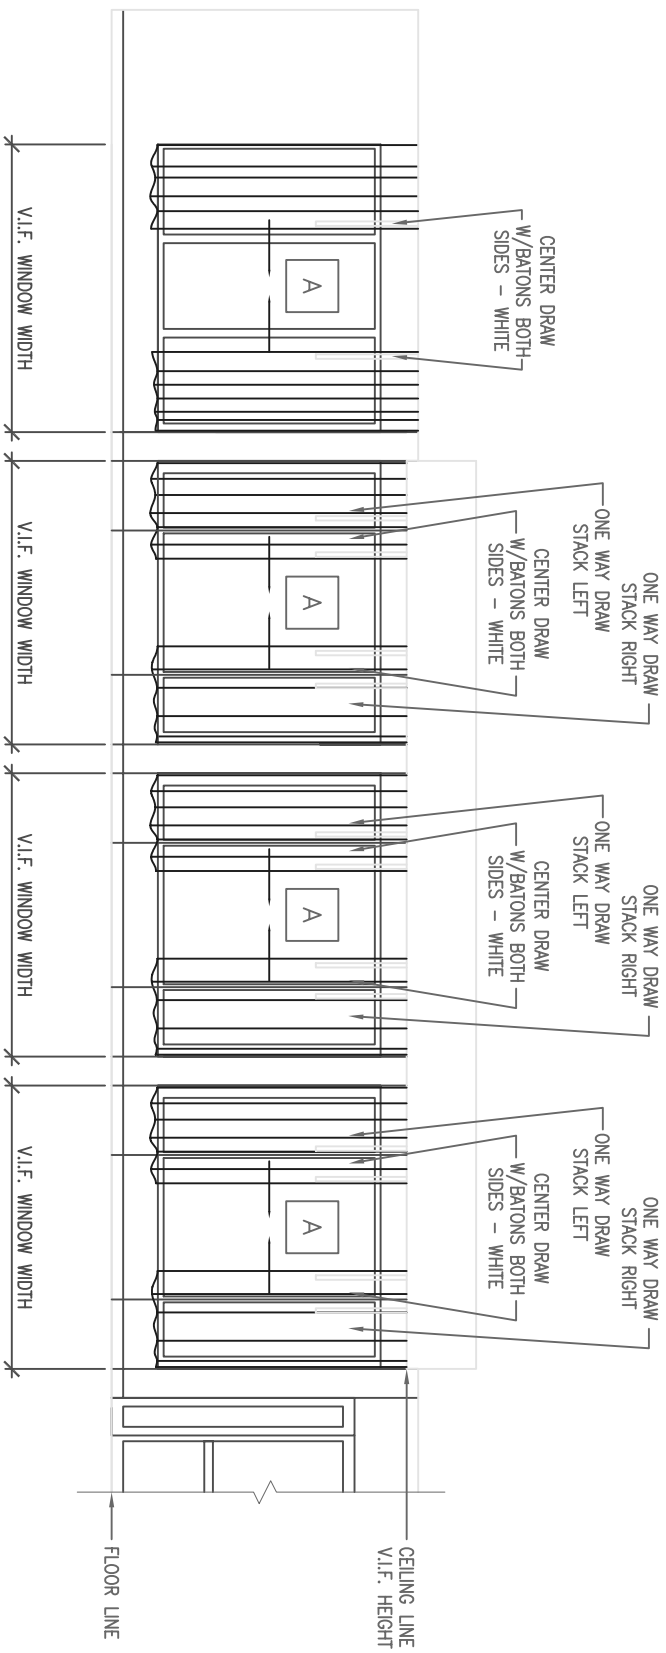 CENTER DRAW
W/BATONS BOTH
SIDES – WHITE
A
V.I.F. WINDOW WIDTH
ONE WAY DRAW
STACK RIGHT
ONE WAY DRAW
STACK LEFT
CENTER DRAW
W/BATONS BOTH
SIDES – WHITE
A
V.I.F. WINDOW WIDTH
ONE WAY DRAW
STACK RIGHT
ONE WAY DRAW
STACK LEFT
CENTER DRAW
W/BATONS BOTH
SIDES – WHITE
A
V.I.F. WINDOW WIDTH
ONE WAY DRAW
STACK RIGHT
ONE WAY DRAW
STACK LEFT
CENTER DRAW
W/BATONS BOTH
SIDES – WHITE
A
V.I.F. WINDOW WIDTH
CEILING LINE
V.I.F. HEIGHT
FLOOR LINE